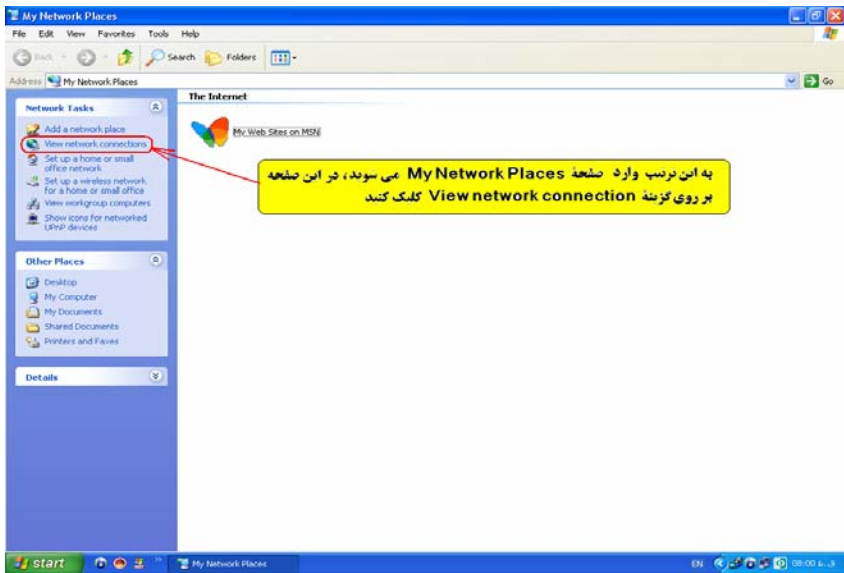 My Network Places
File Edit View Favorites Tools Help
Back Search Folders
Address My Network Places Go
Network Tasks
Add a network place
View network connections
Set up a home or small
office network
Set up a wireless network
for a home or small office
View workgroup computers
Show icons for networked
UPnP devices
Other Places
Desktop
My Computer
My Documents
Shared Documents
Printers and Faxes
Details
The Internet
My Web Sites on MSN
به این ترتیب وارد صفحهٔ My Network Places می شوید، در این صفحه
بر روی گزینهٔ View network connection کلیک کنید
start My Network Places EN 08:00